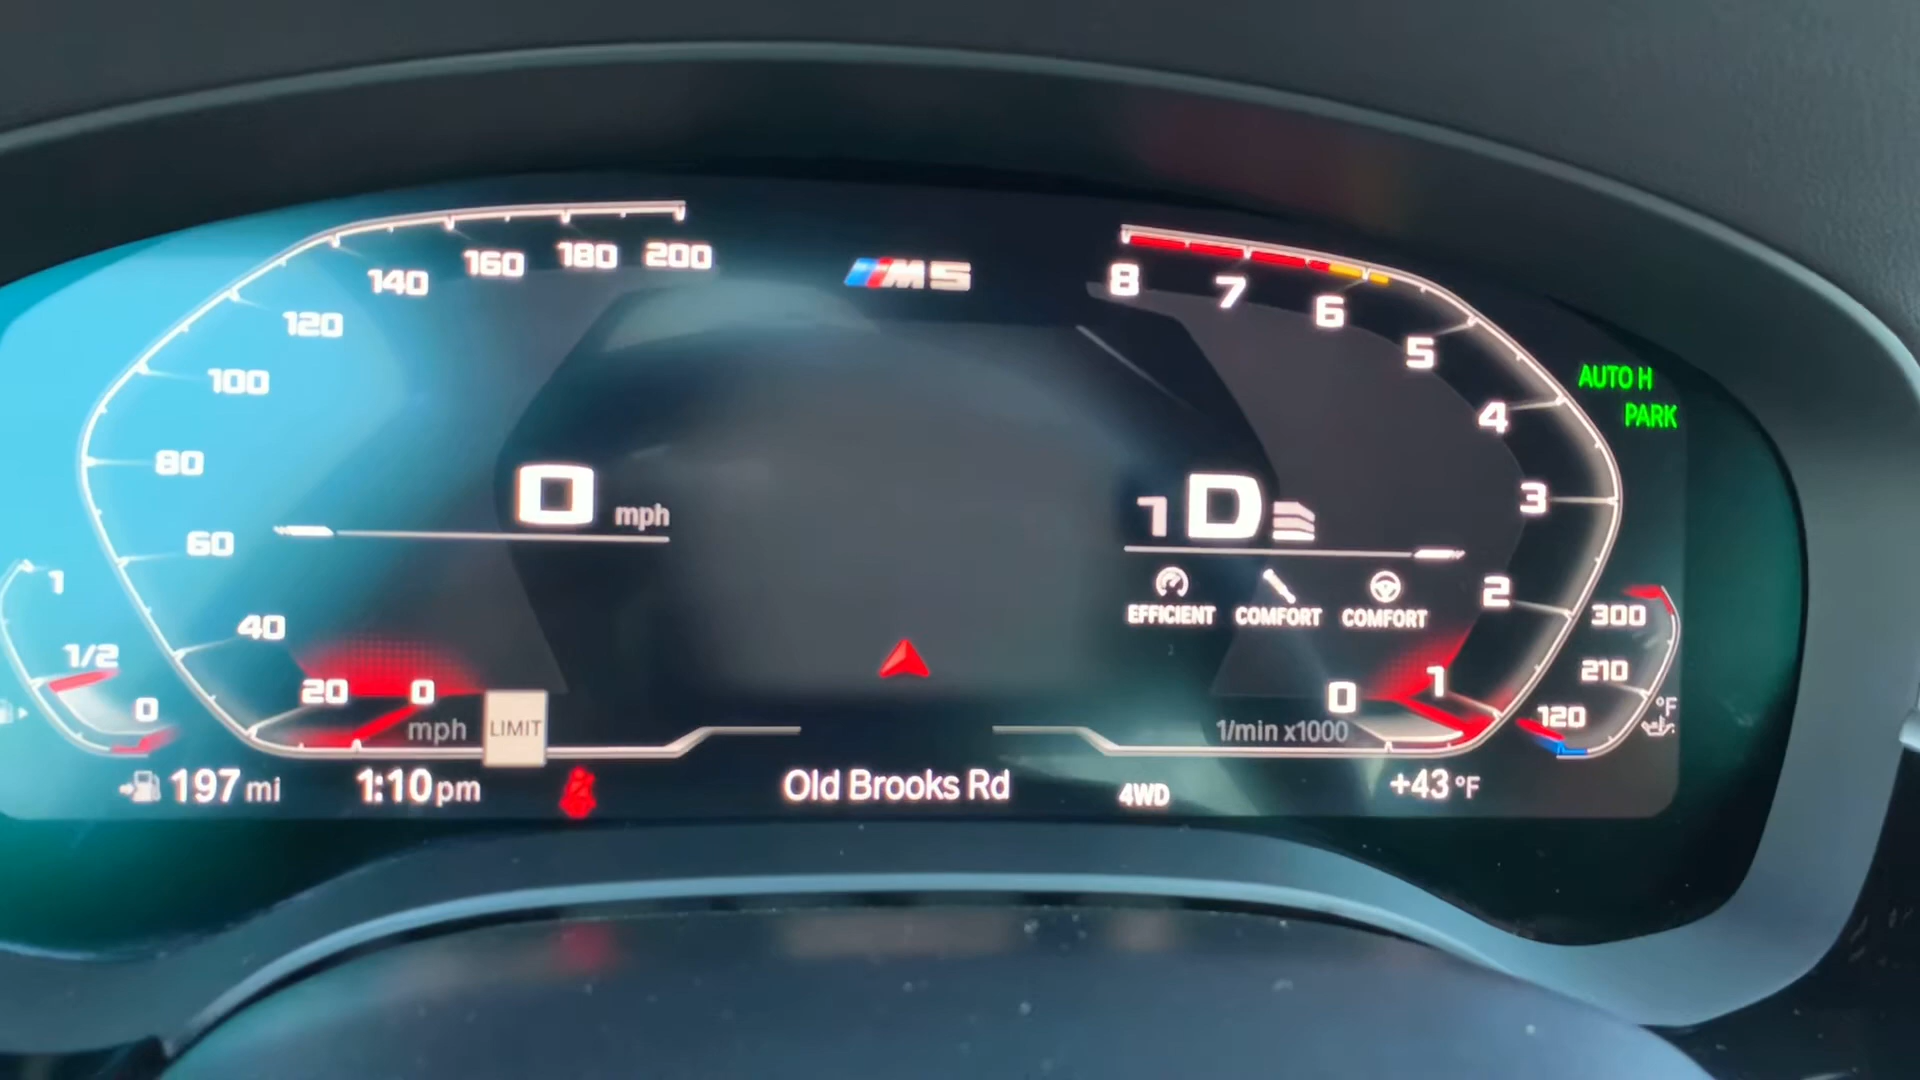 140 160 180 200
120
100
80
60
40
20 0
mph
LIMIT
0 mph
M5
8 7 6
5
4
3
2
1
0
1/min x1000
1 D
EFFICIENT COMFORT COMFORT
AUTO H
PARK
1
1/2
0
300
210
120
°F
197 mi
1:10 pm
Old Brooks Rd
4WD
+43 °F